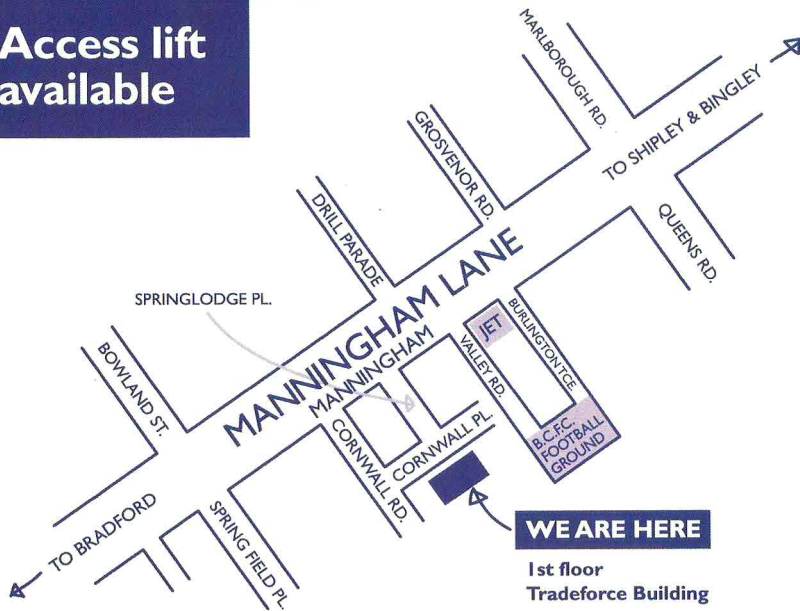 Access lift
available
MARLBOROUGH RD.
TO SHIPLEY & BINGLEY
GROSVENOR RD.
QUEENS RD.
DRILL PARADE
SPRINGLODGE PL.
MANNINGHAM LANE
MANNINGHAM
JET
BURLINGTON TCE.
VALLEY RD.
BOWLAND ST.
B.C.F.C.
FOOTBALL
GROUND
CORNWALL PL.
CORNWALL RD.
TO BRADFORD
SPRING FIELD PL.
WE ARE HERE
1st floor
Tradeforce Building